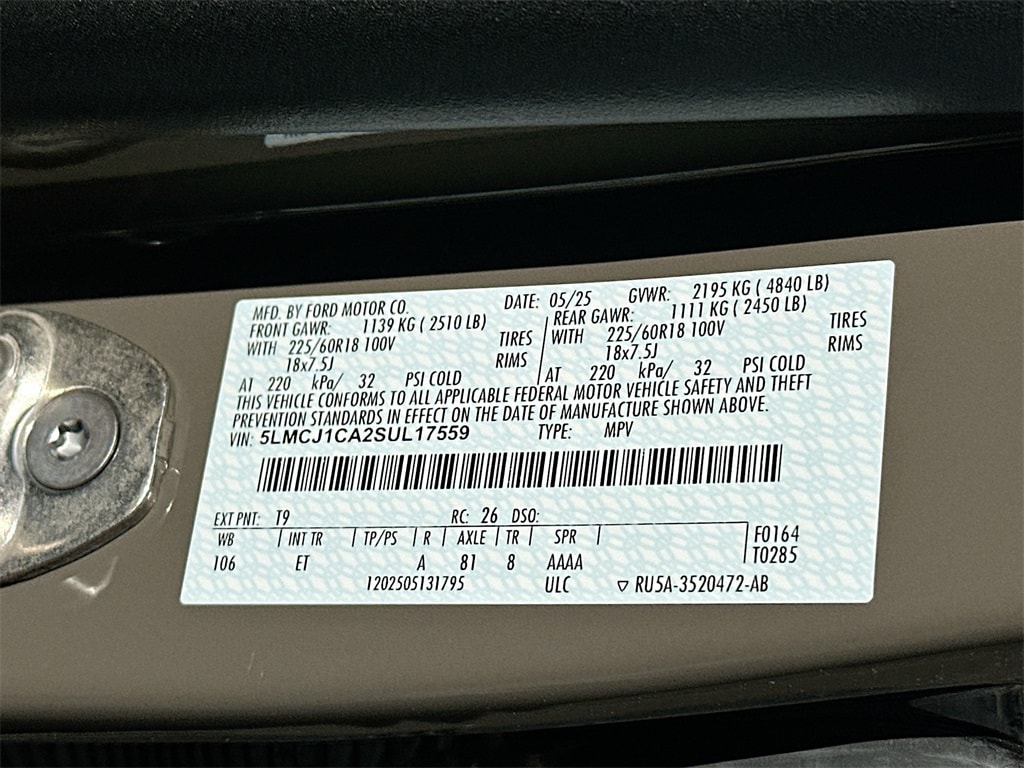 MFD. BY FORD MOTOR CO. DATE: 05/25 GVWR: 2195 KG ( 4840 LB)
FRONT GAWR: 1139 KG ( 2510 LB) REAR GAWR: 1111 KG ( 2450 LB)
WITH 225/60R18 100V TIRES WITH 225/60R18 100V TIRES
18x7.5J RIMS 18x7.5J RIMS
AT 220 kPa/ 32 PSI COLD AT 220 kPa/ 32 PSI COLD
THIS VEHICLE CONFORMS TO ALL APPLICABLE FEDERAL MOTOR VEHICLE SAFETY AND THEFT
PREVENTION STANDARDS IN EFFECT ON THE DATE OF MANUFACTURE SHOWN ABOVE.
VIN: 5LMCJ1CA2SUL17559 TYPE: MPV
EXT PNT: T9 RC: 26 DSO:
WB INT TR TP/PS R AXLE TR SPR F0164
106 ET A 81 8 AAAA T0285
1202505131795 ULC ▽ RU5A-3520472-AB